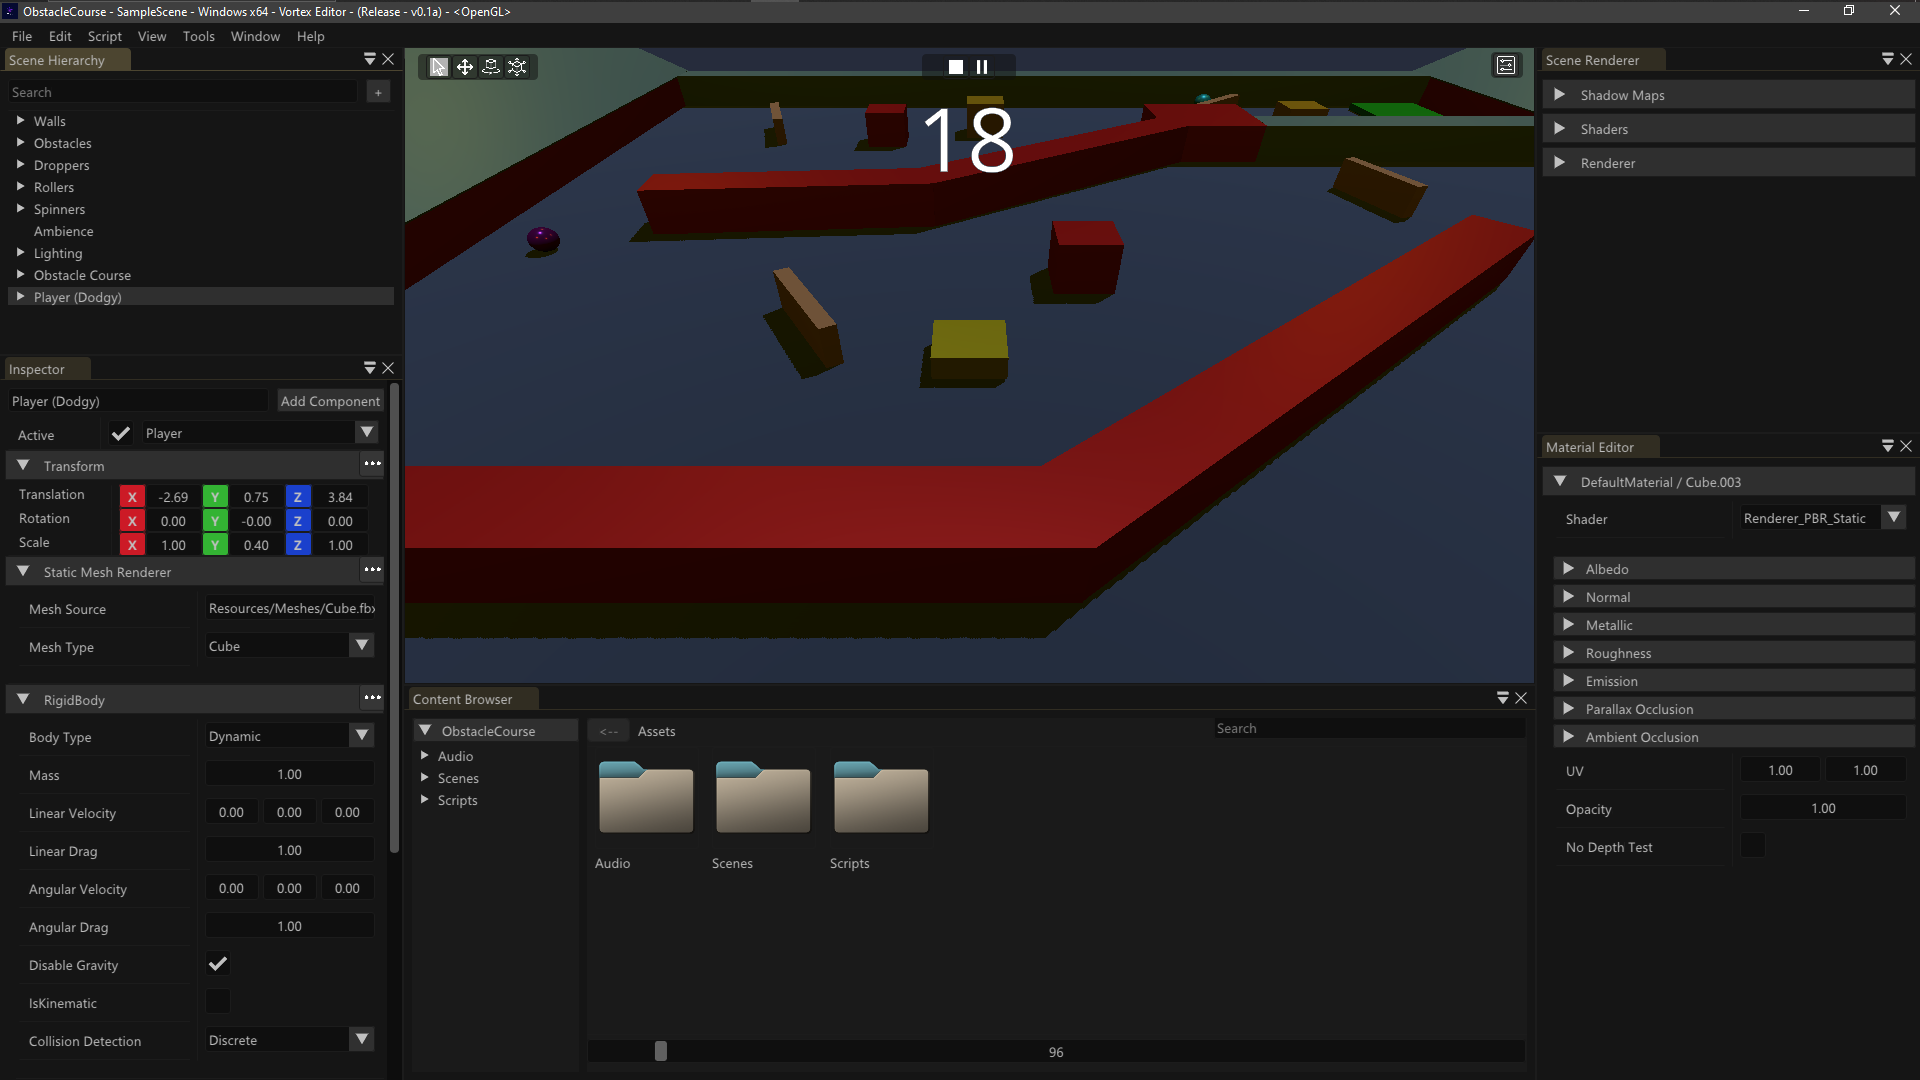 ObstacleCourse - SampleScene - Windows x64 - Vortex Editor - (Release - v0.1a) - <OpenGL>
File Edit Script View Tools Window Help
Scene Hierarchy
Search +
Walls
Obstacles
Droppers
Rollers
Spinners
Ambience
Lighting
Obstacle Course
Player (Dodgy)
Inspector
Player (Dodgy) Add Component
Active Player
Transform
Translation X -2.69 Y 0.75 Z 3.84
Rotation X 0.00 Y -0.00 Z 0.00
Scale X 1.00 Y 0.40 Z 1.00
Static Mesh Renderer
Mesh Source Resources/Meshes/Cube.fbx
Mesh Type Cube
RigidBody
Body Type Dynamic
Mass 1.00
Linear Velocity 0.00 0.00 0.00
Linear Drag 1.00
Angular Velocity 0.00 0.00 0.00
Angular Drag 1.00
Disable Gravity
IsKinematic
Collision Detection Discrete
18
Content Browser
ObstacleCourse
Audio
Scenes
Scripts
<-- Assets Search
Audio Scenes Scripts
96
Scene Renderer
Shadow Maps
Shaders
Renderer
Material Editor
DefaultMaterial / Cube.003
Shader Renderer_PBR_Static
Albedo
Normal
Metallic
Roughness
Emission
Parallax Occlusion
Ambient Occlusion
UV 1.00 1.00
Opacity 1.00
No Depth Test